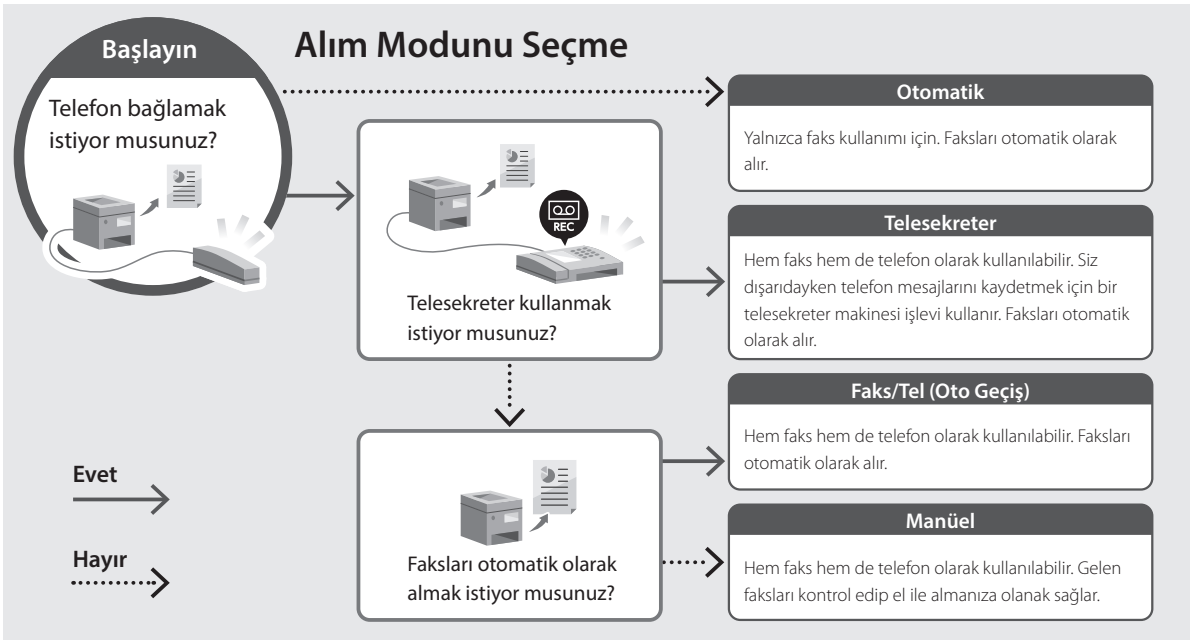 Alım Modunu Seçme
Başlayın
Telefon bağlamak
istiyor musunuz?
REC
Telesekreter kullanmak
istiyor musunuz?
Faksları otomatik olarak
almak istiyor musunuz?
Evet
Hayır
Otomatik
Yalnızca faks kullanımı için. Faksları otomatik olarak
alır.
Telesekreter
Hem faks hem de telefon olarak kullanılabilir. Siz
dışarıdayken telefon mesajlarını kaydetmek için bir
telesekreter makinesi işlevi kullanır. Faksları otomatik
olarak alır.
Faks/Tel (Oto Geçiş)
Hem faks hem de telefon olarak kullanılabilir. Faksları
otomatik olarak alır.
Manüel
Hem faks hem de telefon olarak kullanılabilir. Gelen
faksları kontrol edip el ile almanıza olanak sağlar.